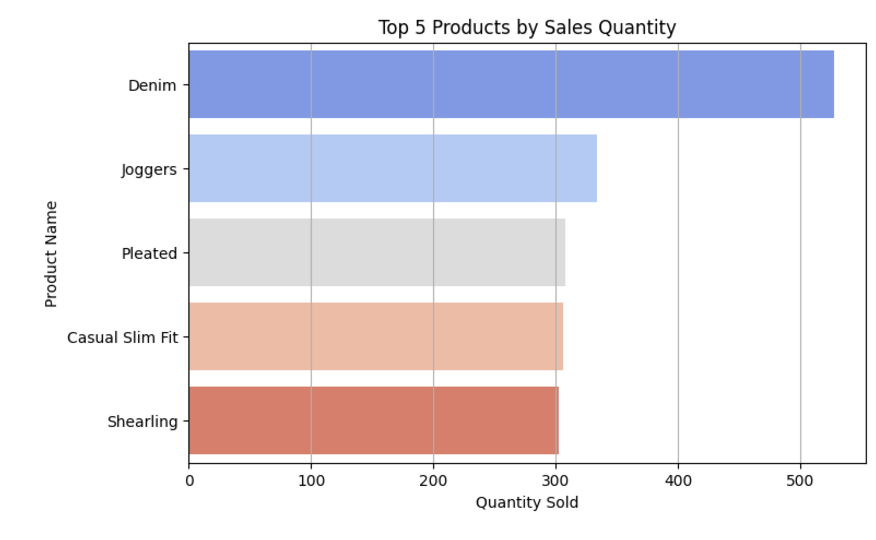 Top 5 Products by Sales Quantity
Product Name
Denim
Joggers
Pleated
Casual Slim Fit
Shearling
0 100 200 300 400 500
Quantity Sold